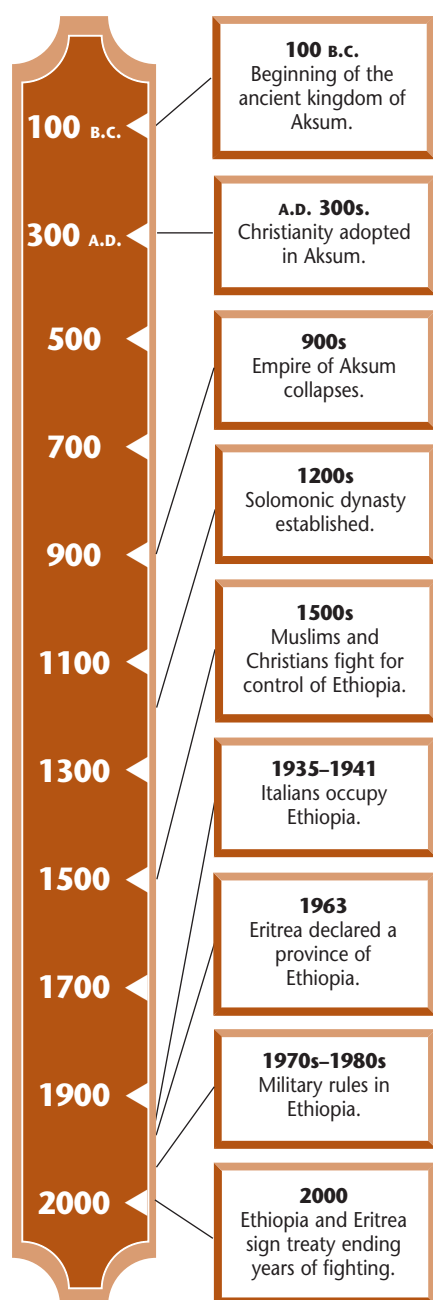 100 B.C.
300 A.D.
500
700
900
1100
1300
1500
1700
1900
2000
100 B.C.
Beginning of the
ancient kingdom of
Aksum.
A.D. 300s.
Christianity adopted
in Aksum.
900s
Empire of Aksum
collapses.
1200s
Solomonic dynasty
established.
1500s
Muslims and
Christians fight for
control of Ethiopia.
1935–1941
Italians occupy
Ethiopia.
1963
Eritrea declared a
province of
Ethiopia.
1970s–1980s
Military rules in
Ethiopia.
2000
Ethiopia and Eritrea
sign treaty ending
years of fighting.